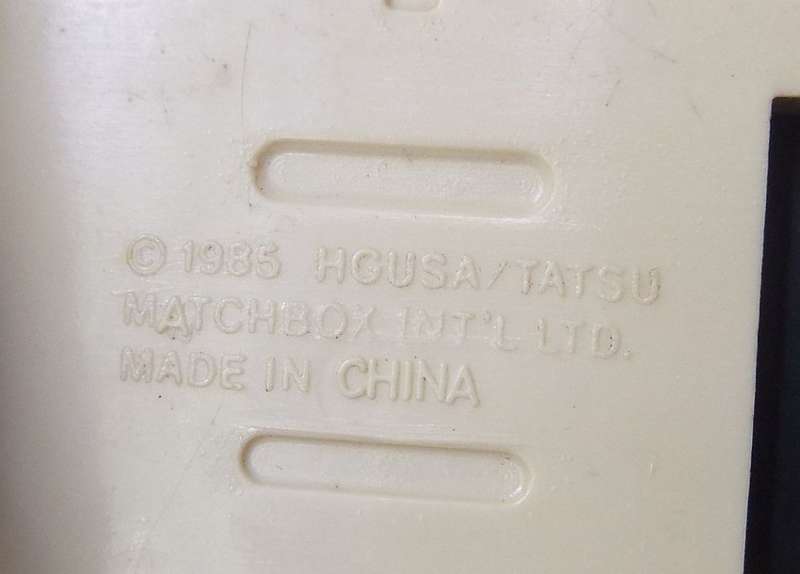 © 1985 HGUSA/TATSU
MATCHBOX INT'L LTD.
MADE IN CHINA